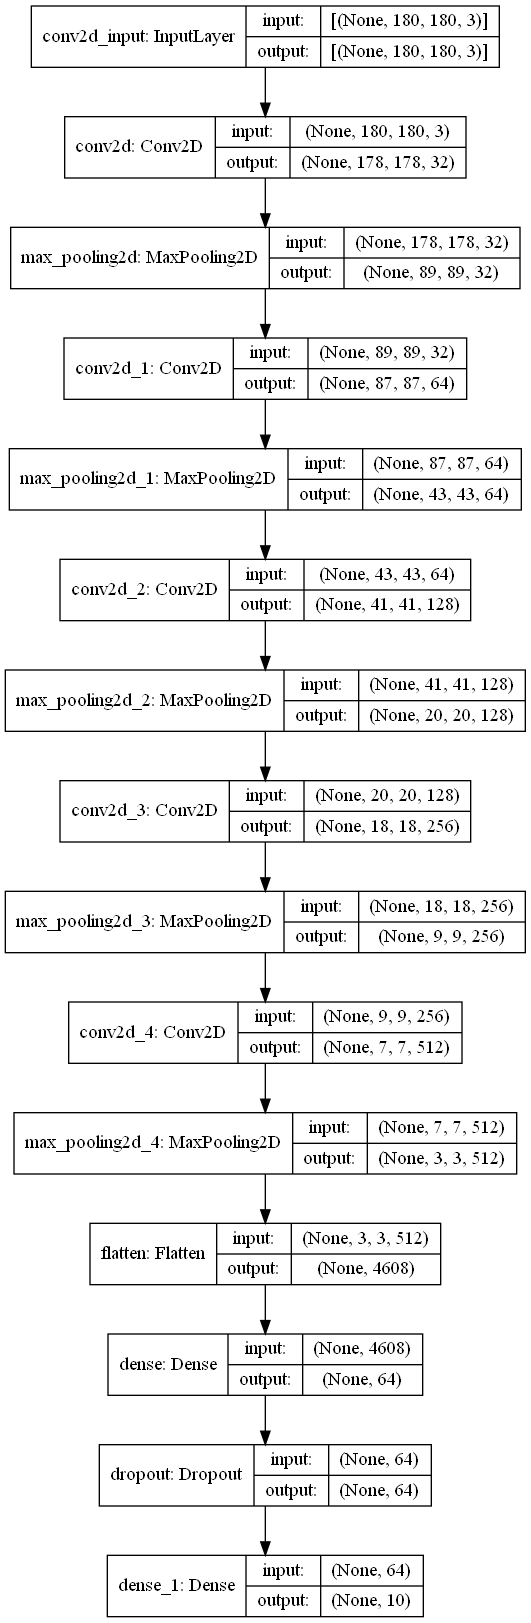 conv2d_input: InputLayer
input:
[(None, 180, 180, 3)]
output:
[(None, 180, 180, 3)]
conv2d: Conv2D
input:
(None, 180, 180, 3)
output:
(None, 178, 178, 32)
max_pooling2d: MaxPooling2D
input:
(None, 178, 178, 32)
output:
(None, 89, 89, 32)
conv2d_1: Conv2D
input:
(None, 89, 89, 32)
output:
(None, 87, 87, 64)
max_pooling2d_1: MaxPooling2D
input:
(None, 87, 87, 64)
output:
(None, 43, 43, 64)
conv2d_2: Conv2D
input:
(None, 43, 43, 64)
output:
(None, 41, 41, 128)
max_pooling2d_2: MaxPooling2D
input:
(None, 41, 41, 128)
output:
(None, 20, 20, 128)
conv2d_3: Conv2D
input:
(None, 20, 20, 128)
output:
(None, 18, 18, 256)
max_pooling2d_3: MaxPooling2D
input:
(None, 18, 18, 256)
output:
(None, 9, 9, 256)
conv2d_4: Conv2D
input:
(None, 9, 9, 256)
output:
(None, 7, 7, 512)
max_pooling2d_4: MaxPooling2D
input:
(None, 7, 7, 512)
output:
(None, 3, 3, 512)
flatten: Flatten
input:
(None, 3, 3, 512)
output:
(None, 4608)
dense: Dense
input:
(None, 4608)
output:
(None, 64)
dropout: Dropout
input:
(None, 64)
output:
(None, 64)
dense_1: Dense
input:
(None, 64)
output:
(None, 10)